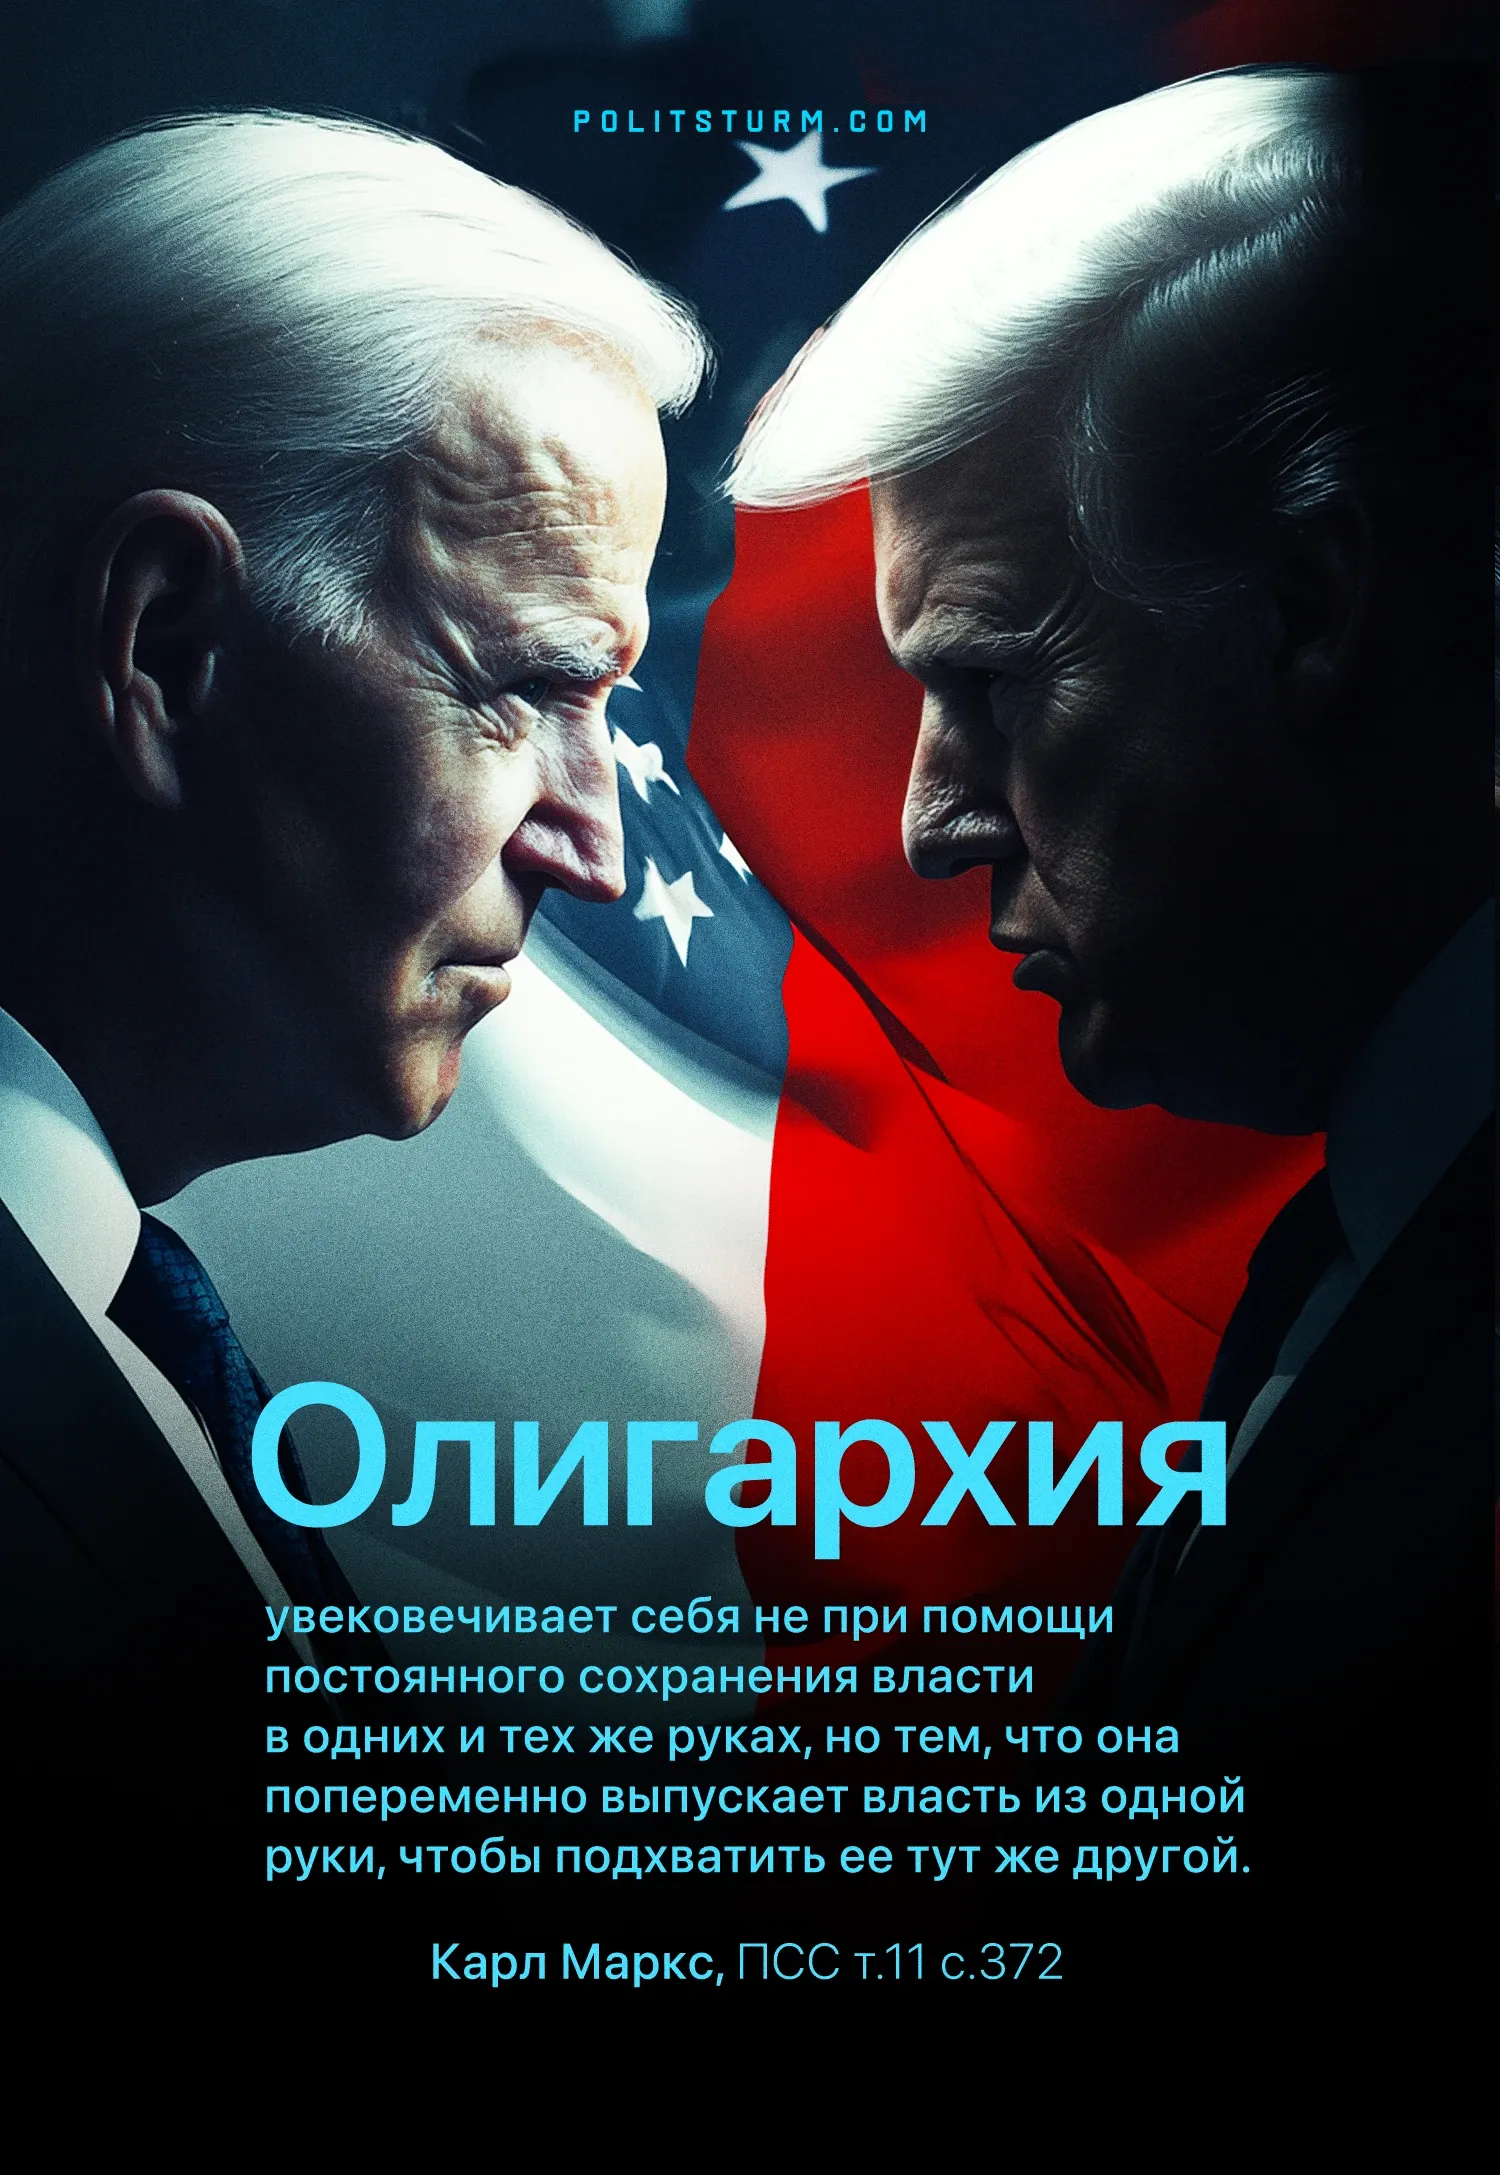 POLITSTURM.COM
Олигархия
увековечивает себя не при помощи
постоянного сохранения власти
в одних и тех же руках, но тем, что она
попеременно выпускает власть из одной
руки, чтобы подхватить ее тут же другой.
Карл Маркс, ПСС т.11 с.372